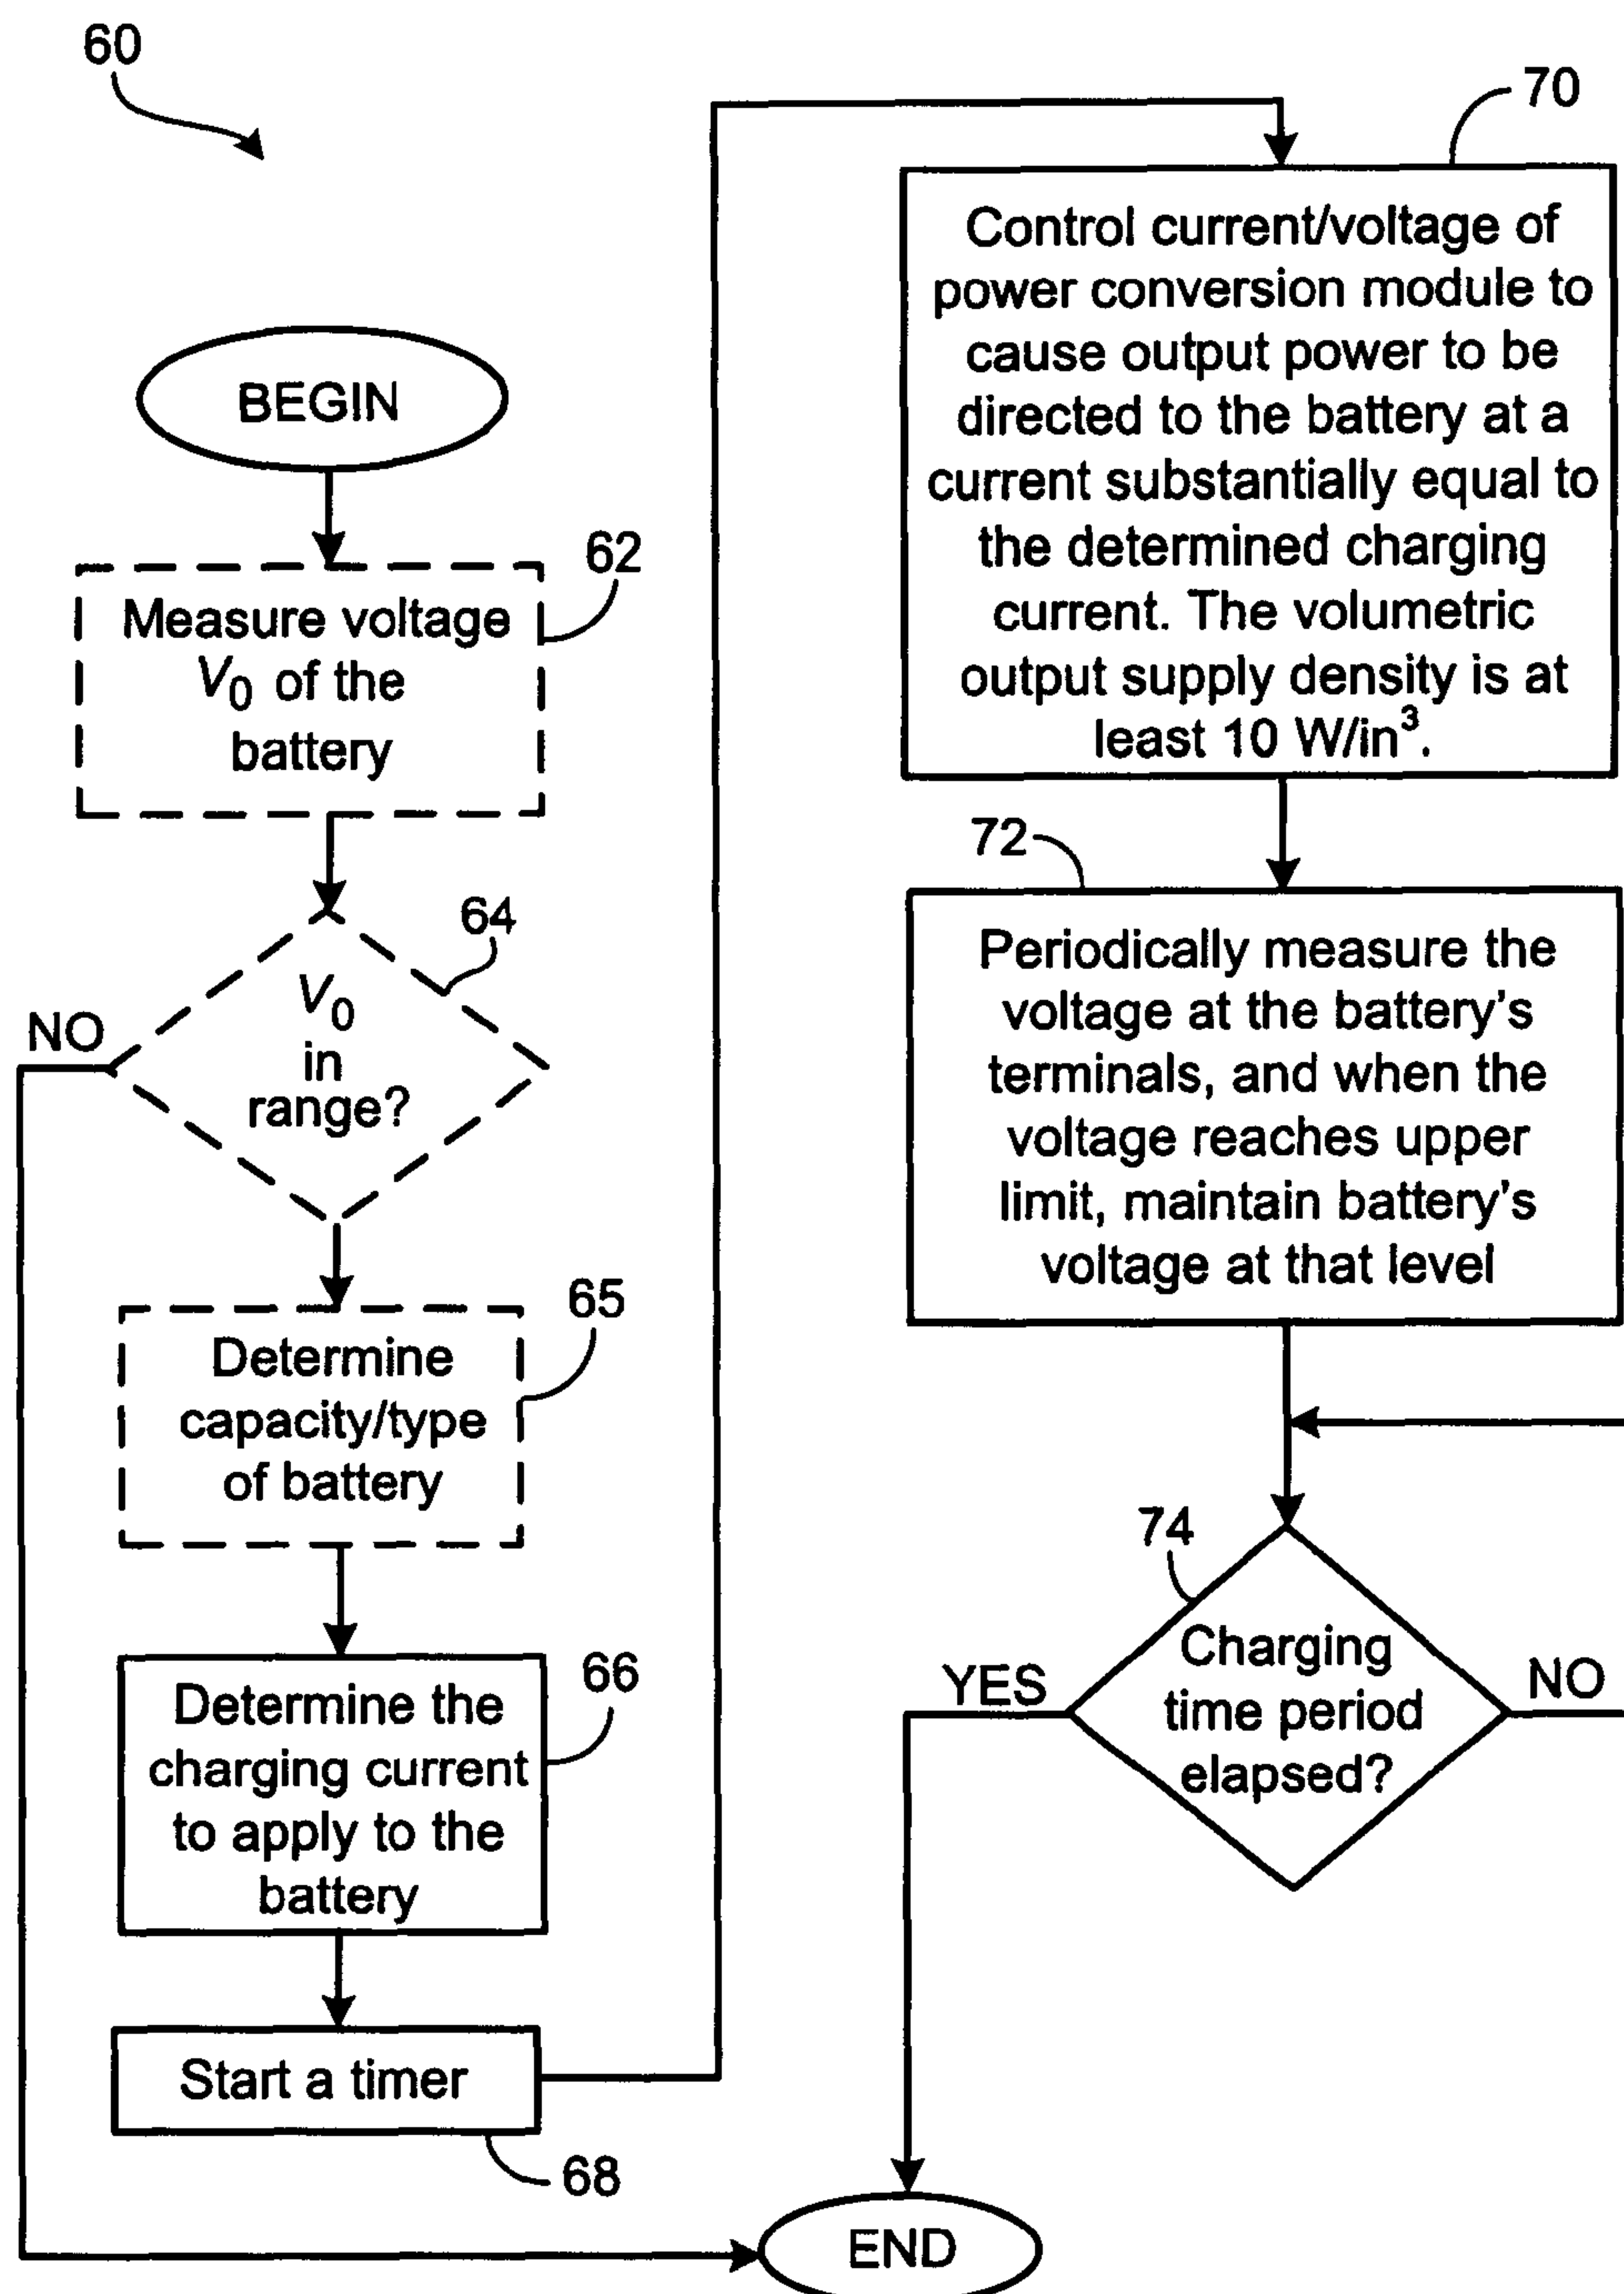 60
BEGIN
62
Measure voltage
V₀ of the
battery
64
V₀
in
range?
NO
65
Determine
capacity/type
of battery
66
Determine the
charging current
to apply to the
battery
Start a timer
68
70
Control current/voltage of
power conversion module to
cause output power to be
directed to the battery at a
current substantially equal to
the determined charging
current. The volumetric
output supply density is at
least 10 W/in³.
72
Periodically measure the
voltage at the battery's
terminals, and when the
voltage reaches upper
limit, maintain battery's
voltage at that level
74
Charging
time period
elapsed?
YES
NO
END